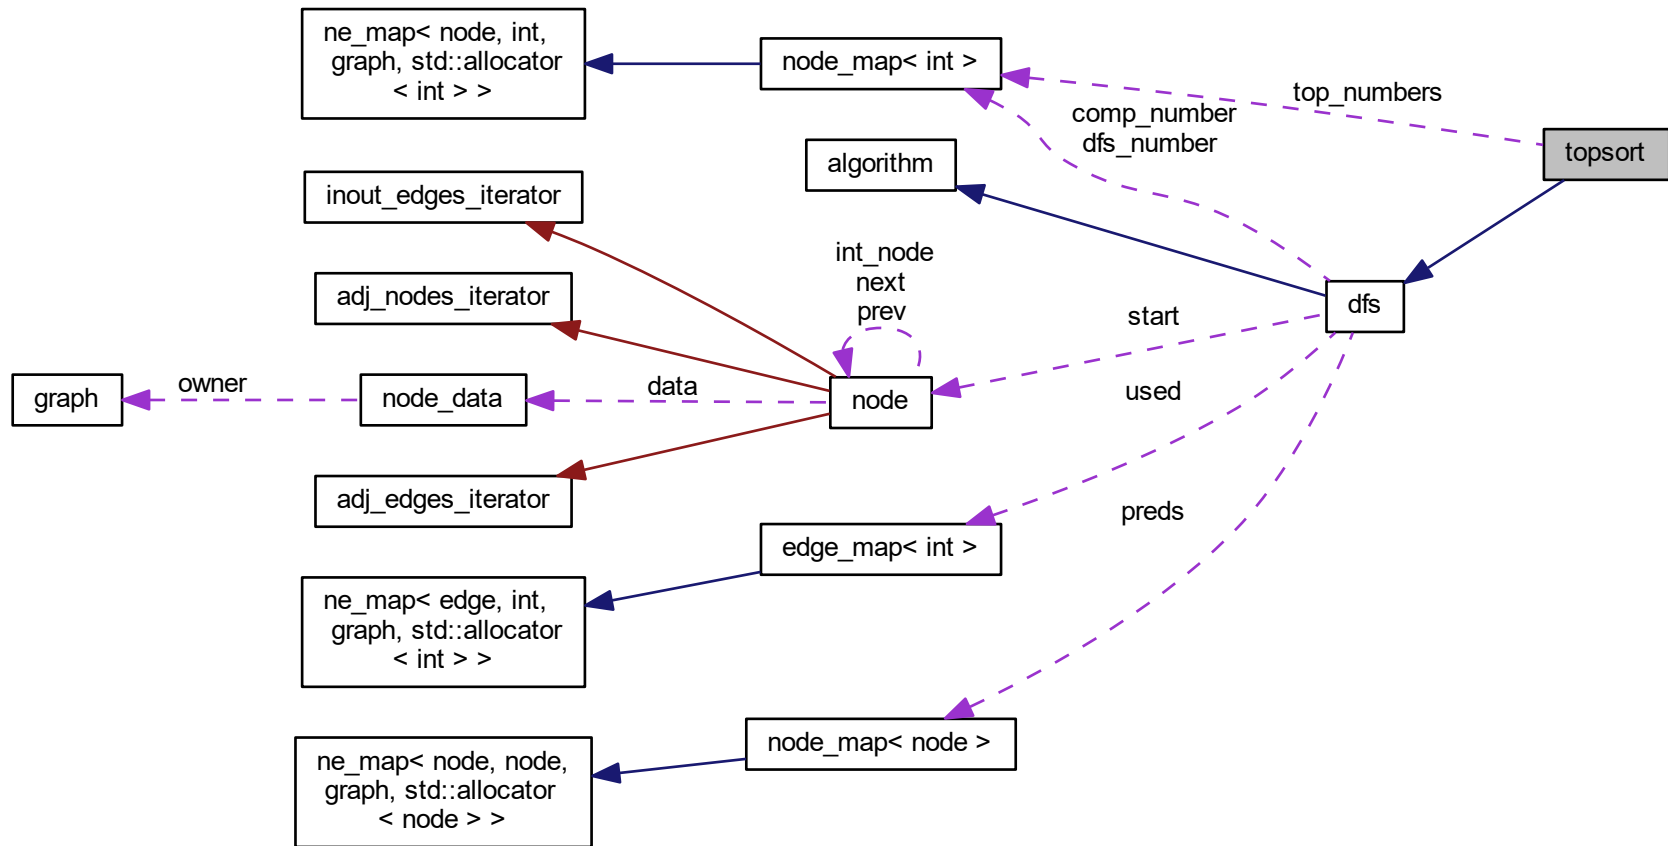 ne_map< node, int,
graph, std::allocator
< int > >
node_map< int >
top_numbers
comp_number
dfs_number
topsort
algorithm
inout_edges_iterator
int_node
next
prev
adj_nodes_iterator
dfs
start
graph
owner
node_data
data
node
used
adj_edges_iterator
preds
edge_map< int >
ne_map< edge, int,
graph, std::allocator
< int > >
node_map< node >
ne_map< node, node,
graph, std::allocator
< node > >